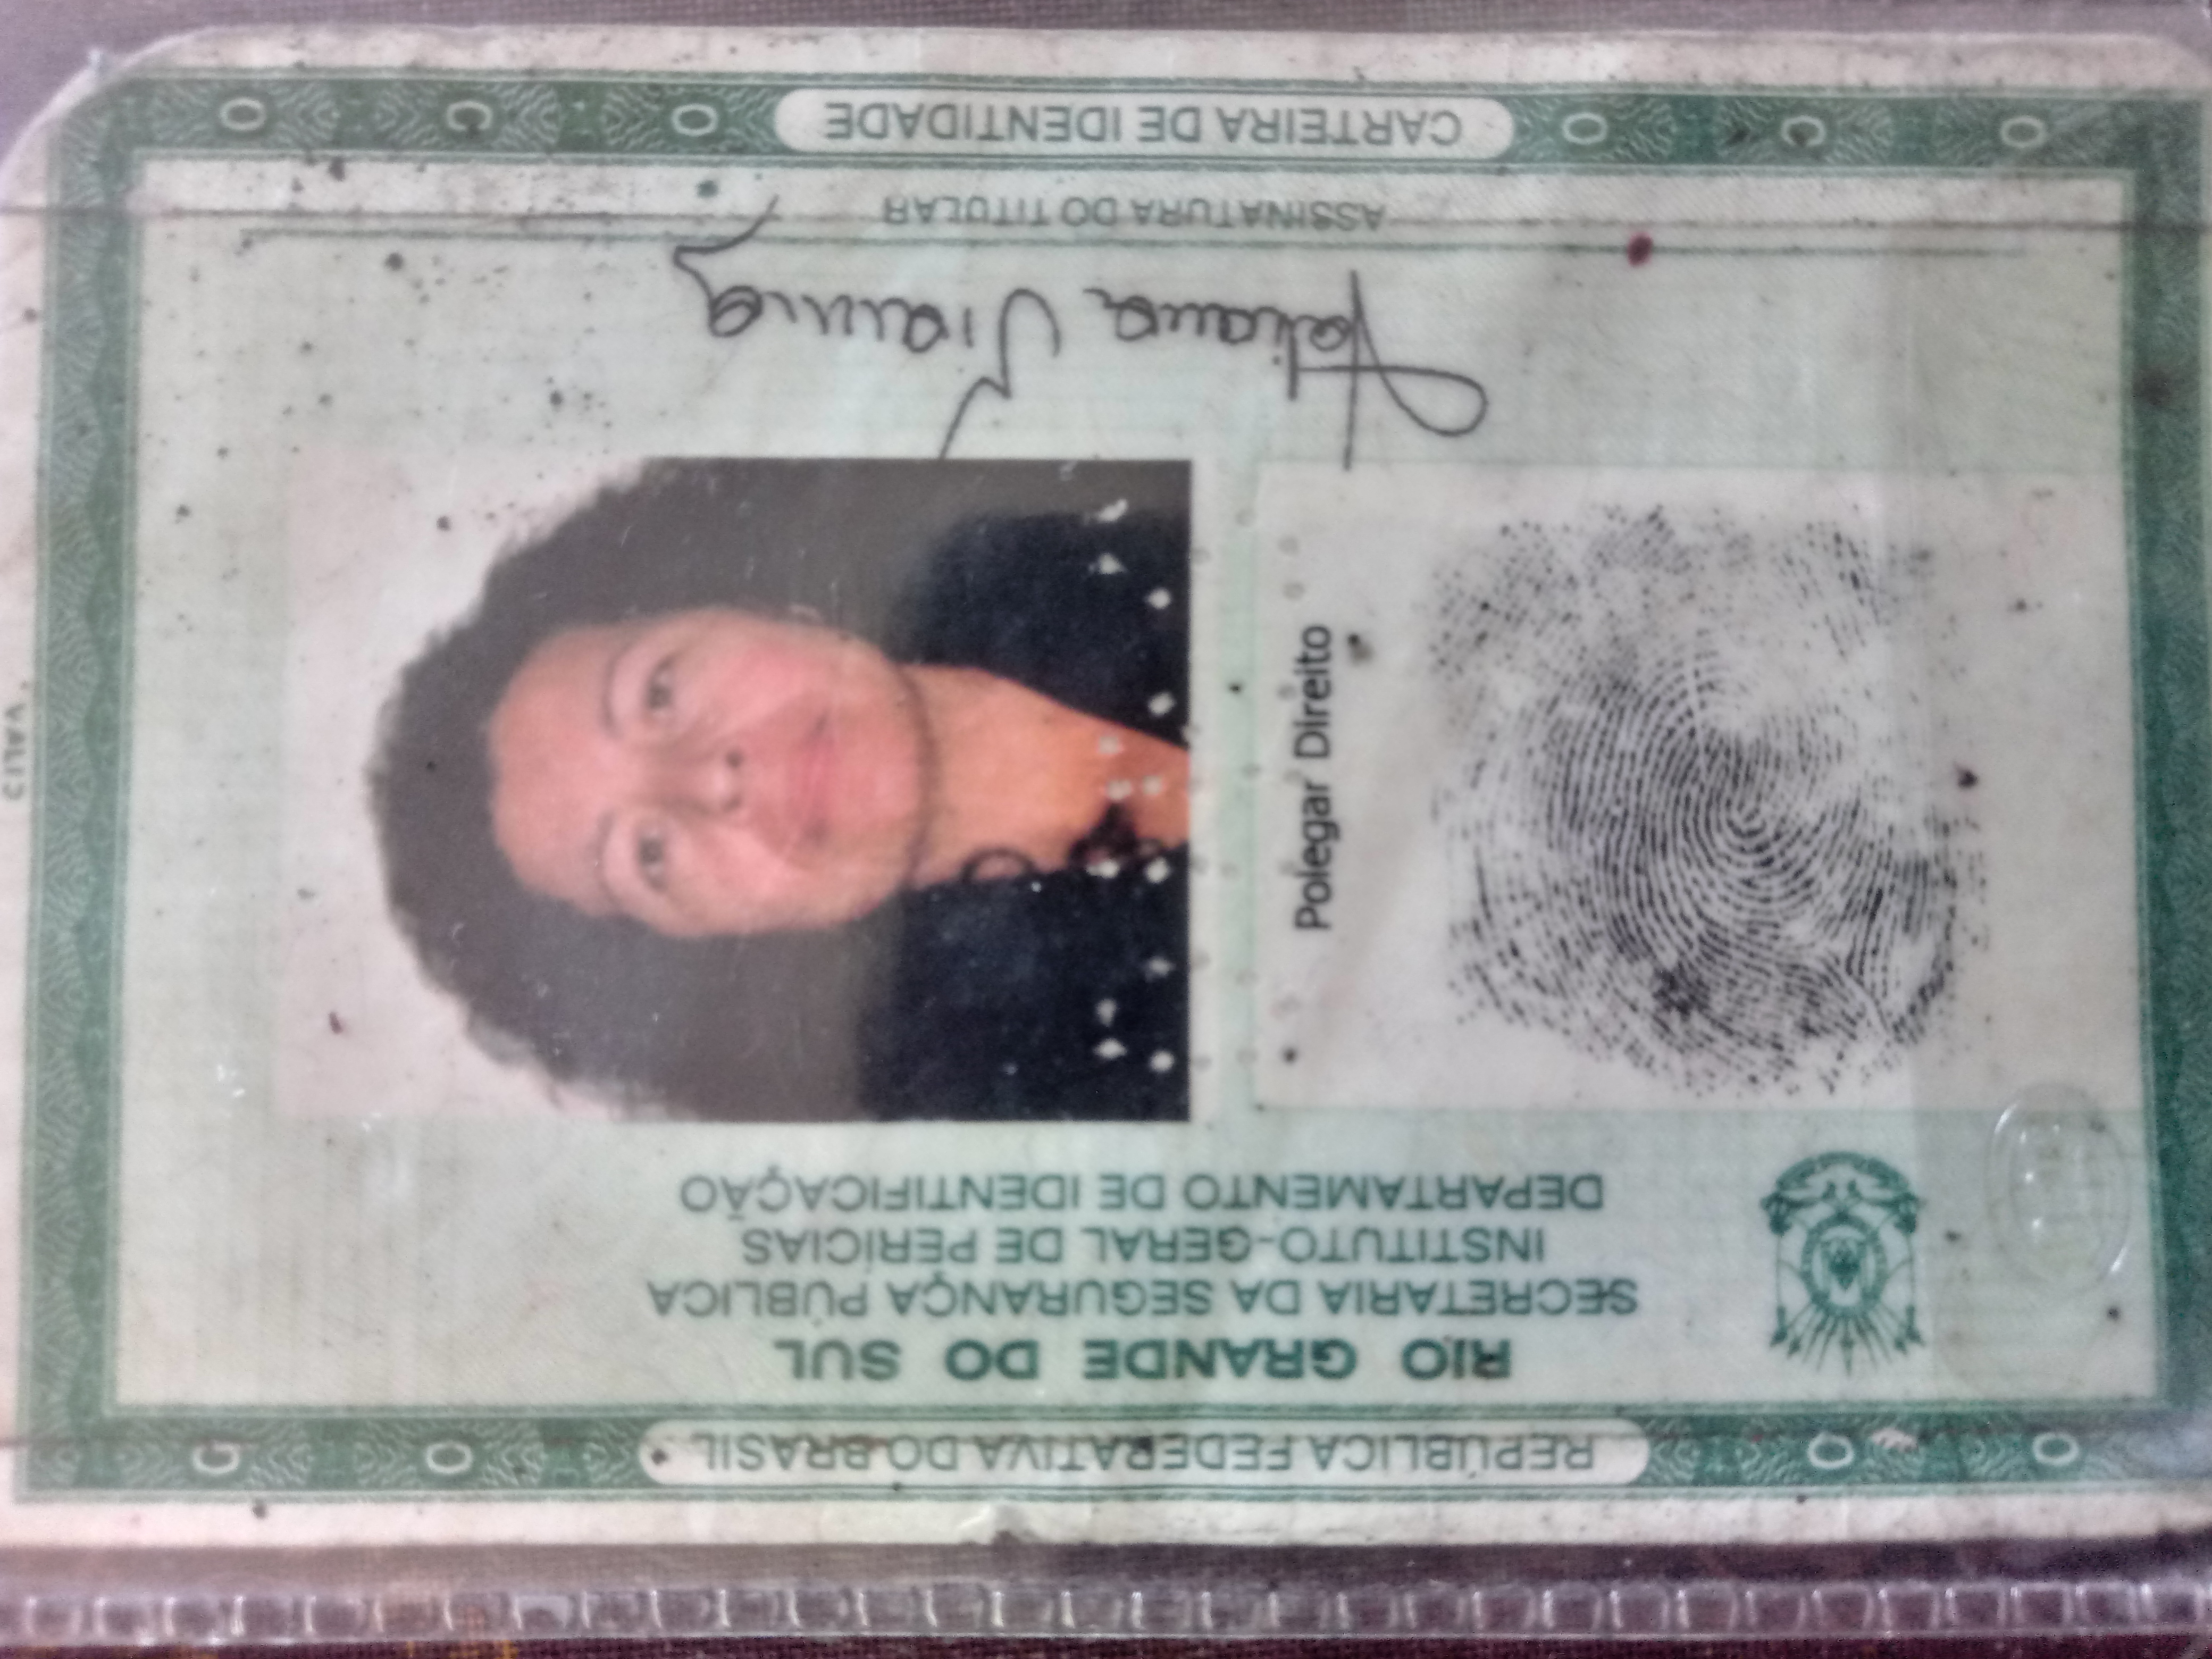 REPÚBLICA FEDERATIVA DO BRASIL
RIO GRANDE DO SUL
SECRETARIA DA SEGURANÇA PÚBLICA
INSTITUTO-GERAL DE PERÍCIAS
DEPARTAMENTO DE IDENTIFICAÇÃO
Polegar Direito
Vianna
ASSINATURA DO TITULAR
CARTEIRA DE IDENTIDADE